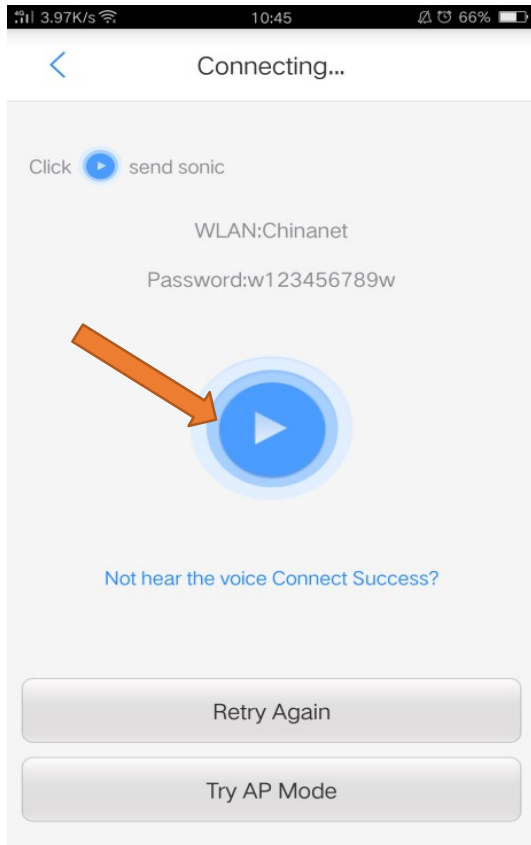 4G 3.97K/s 10:45 66%
Connecting...
Click send sonic
WLAN:Chinanet
Password:w123456789w
Not hear the voice Connect Success?
Retry Again
Try AP Mode